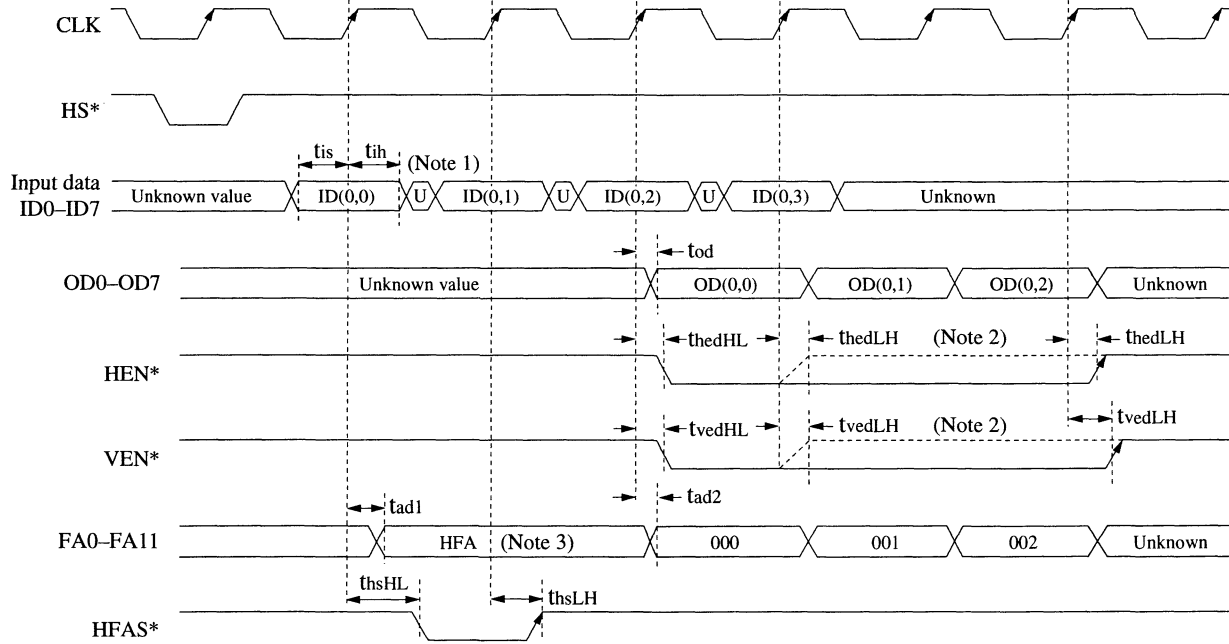 CLK
HS*
tis tih (Note 1)
Input data
ID0–ID7
Unknown value ID(0,0) U ID(0,1) U ID(0,2) U ID(0,3) Unknown
tod
OD0–OD7 Unknown value OD(0,0) OD(0,1) OD(0,2) Unknown
thedHL thedLH (Note 2) thedLH
HEN*
tvedHL tvedLH (Note 2) tvedLH
VEN*
tad1 tad2
FA0–FA11 HFA (Note 3) 000 001 002 Unknown
thsHL thsLH
HFAS*